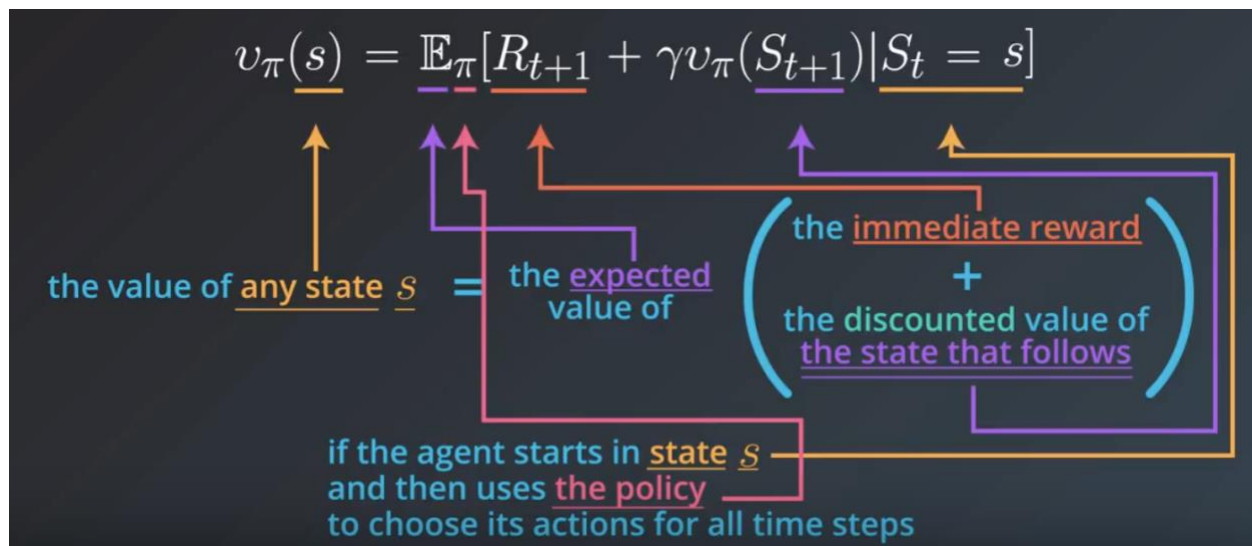 υπ(s) = 𝔼π[Rt+1 + γυπ(St+1)|St = s]
the immediate reward
+
the value of any state s = the expected
value of
the discounted value of
the state that follows
if the agent starts in state s
and then uses the policy
to choose its actions for all time steps